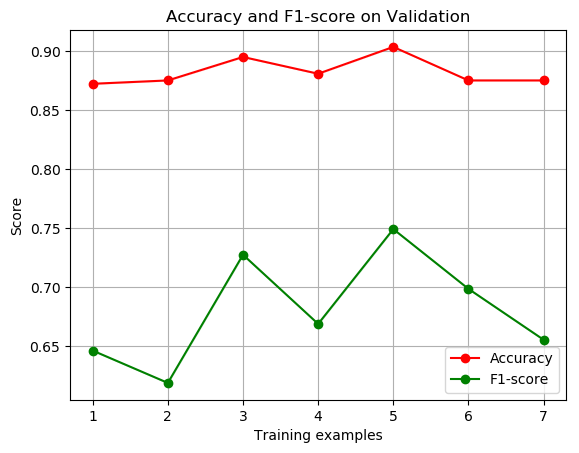 Accuracy and F1-score on Validation
Score
0.90
0.85
0.80
0.75
0.70
0.65
1 2 3 4 5 6 7
Training examples
Accuracy
F1-score